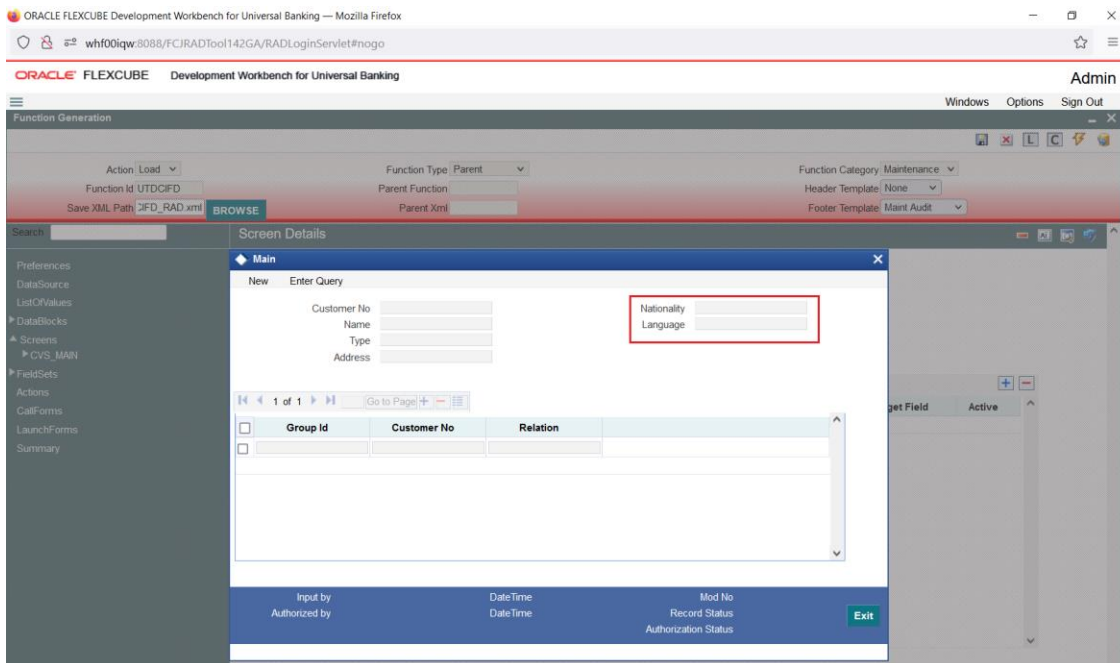 ORACLE FLEXCUBE Development Workbench for Universal Banking — Mozilla Firefox
whf00iqw:8088/FCJRADTool142GA/RADLoginServlet#nogo
ORACLE FLEXCUBE Development Workbench for Universal Banking Admin
Windows Options Sign Out
Function Generation
L C
Action Load Function Type Parent Function Category Maintenance
Function Id UTDCIFD Parent Function Header Template None
Save XML Path CIFD_RAD.xml BROWSE Parent Xml Footer Template Maint Audit
Search Screen Details
Main
Preferences
New Enter Query
DataSource
ListOfValues
DataBlocks
Screens
CVS_MAIN
FieldSets
Actions
CallForms
LaunchForms
Summary
Customer No Nationality
Name Language
Type
Address
1 of 1 Go to Page
get Field Active
Group Id Customer No Relation
Input by DateTime Mod No
Authorized by DateTime Record Status
Authorization Status
Exit